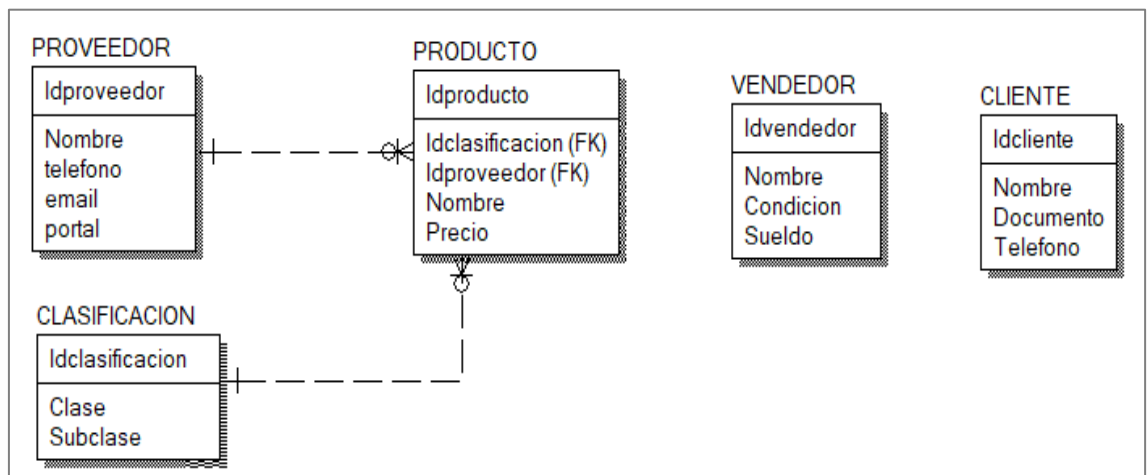 PROVEEDOR
Idproveedor
Nombre
telefono
email
portal
PRODUCTO
Idproducto
Idclasificacion (FK)
Idproveedor (FK)
Nombre
Precio
VENDEDOR
Idvendedor
Nombre
Condicion
Sueldo
CLIENTE
Idcliente
Nombre
Documento
Telefono
CLASIFICACION
Idclasificacion
Clase
Subclase